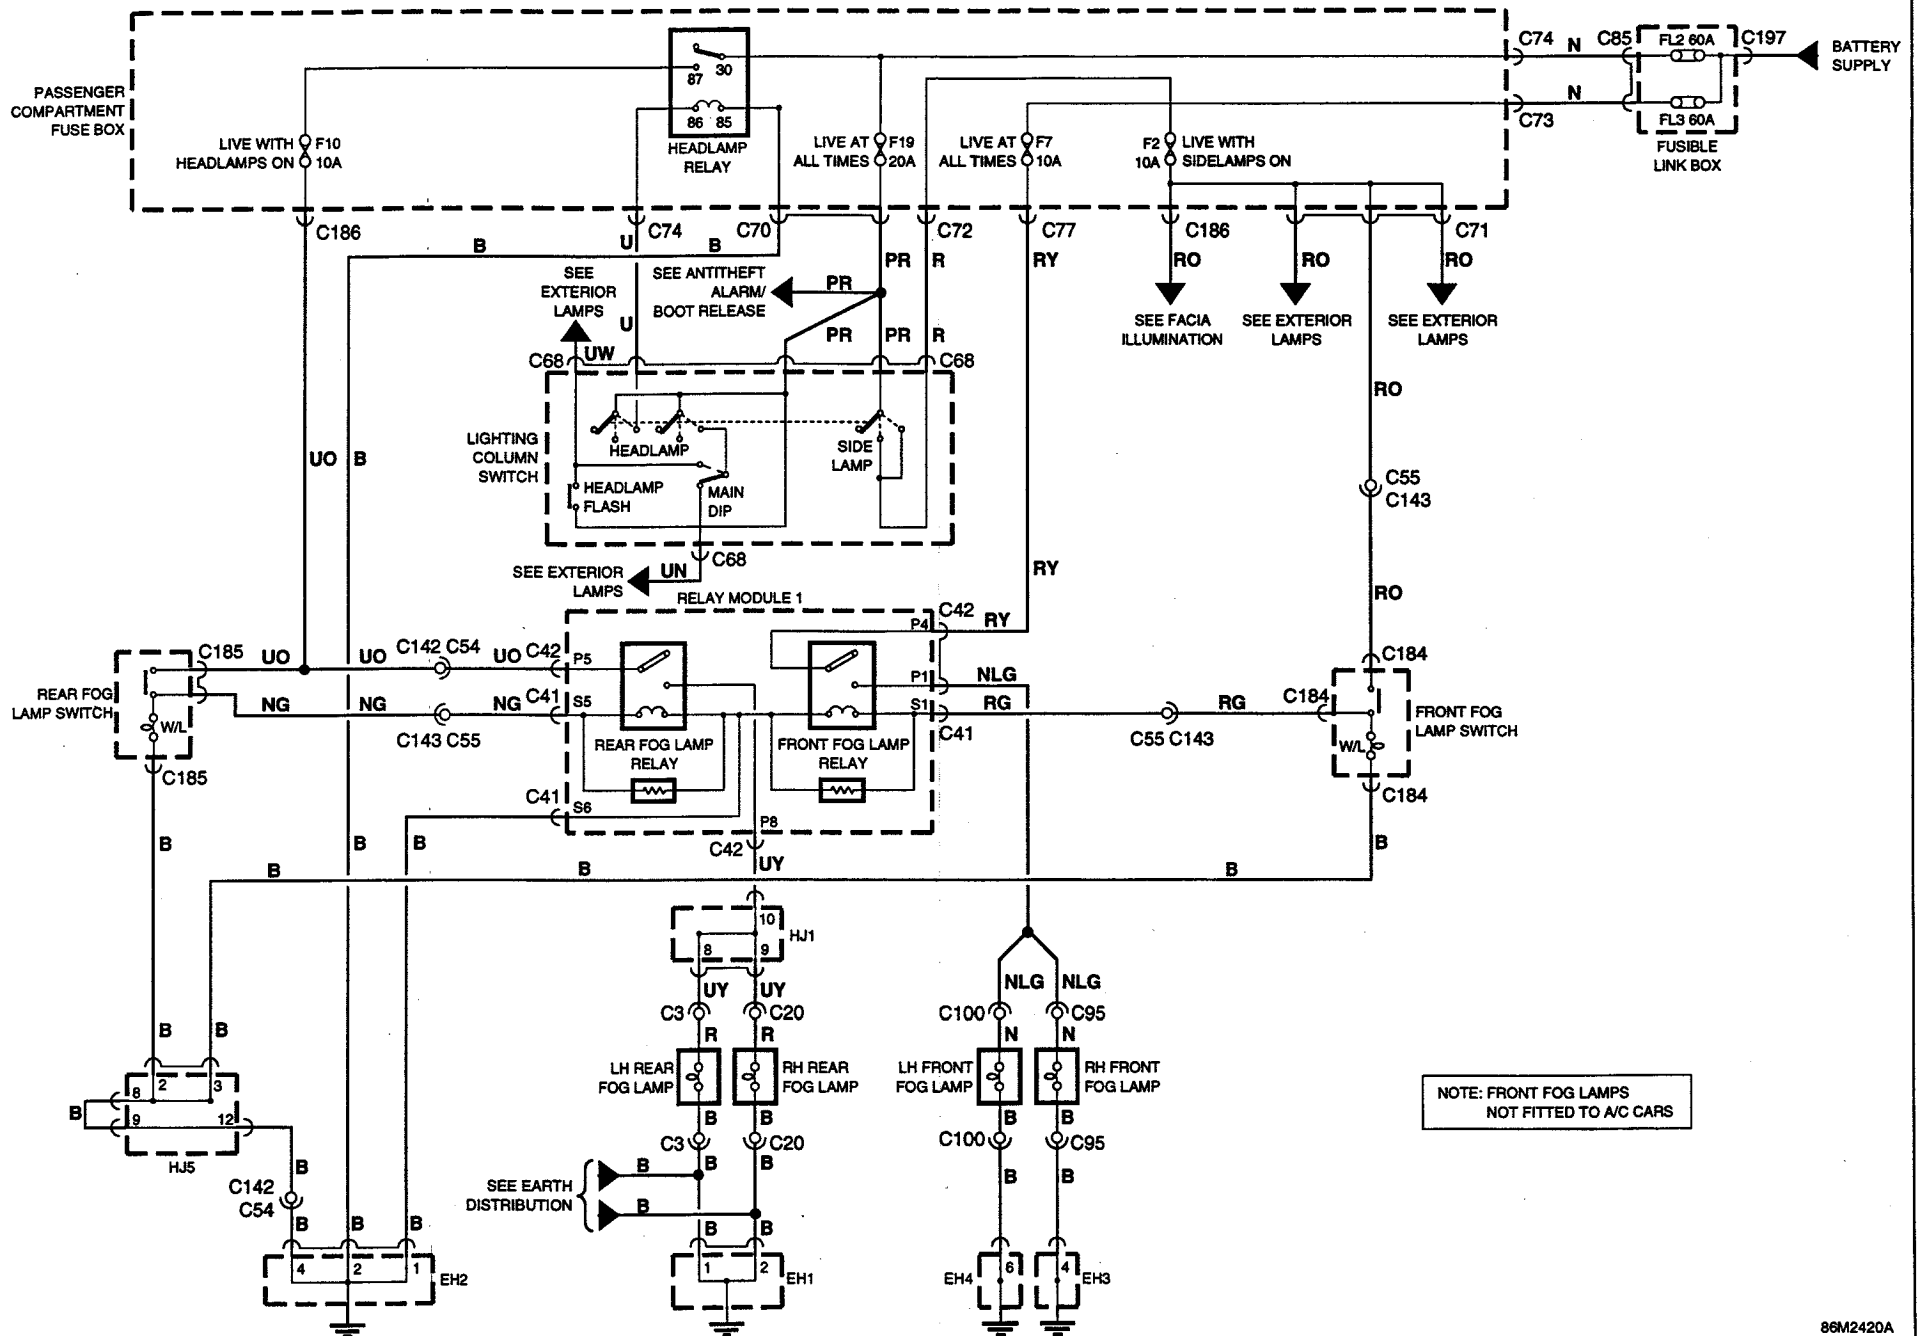 PASSENGER
COMPARTMENT
FUSE BOX
LIVE WITH
HEADLAMPS ON
F10
10A
87
30
86
85
HEADLAMP
RELAY
LIVE AT
ALL TIMES
F19
20A
LIVE AT
ALL TIMES
F7
10A
F2
10A
LIVE WITH
SIDELAMPS ON
C74
N
C85
FL2 60A
C197
BATTERY
SUPPLY
C73
N
FL3 60A
FUSIBLE
LINK BOX
C186
C74
C70
C72
C77
C186
C71
B
U
B
PR
R
RY
RO
RO
RO
SEE
EXTERIOR
LAMPS
SEE ANTITHEFT
ALARM/
BOOT RELEASE
PR
SEE FACIA
ILLUMINATION
SEE EXTERIOR
LAMPS
SEE EXTERIOR
LAMPS
U
PR
PR
R
C68
UW
C68
RO
LIGHTING
COLUMN
SWITCH
HEADLAMP
SIDE
LAMP
HEADLAMP
FLASH
MAIN
DIP
UO
B
C55
C143
C68
SEE EXTERIOR
LAMPS
UN
RY
RO
RELAY MODULE 1
C42
P4
RY
C185
UO
UO
C142 C54
UO
C42
P5
P1
NLG
C184
REAR FOG
LAMP SWITCH
W/L
NG
NG
NG
C41
S5
S1
RG
RG
C184
FRONT FOG
LAMP SWITCH
W/L
C143 C55
C41
C55 C143
C185
REAR FOG LAMP
RELAY
FRONT FOG LAMP
RELAY
C41
S6
P8
C184
B
B
B
C42
UY
B
B
B
B
10
HJ1
8
9
UY
UY
NLG
NLG
C3
C20
C100
C95
R
R
N
N
B
B
LH REAR
FOG LAMP
RH REAR
FOG LAMP
LH FRONT
FOG LAMP
RH FRONT
FOG LAMP
2
3
8
B
9
12
HJ5
B
B
B
B
C3
C20
C100
C95
NOTE: FRONT FOG LAMPS
NOT FITTED TO A/C CARS
B
C142
C54
SEE EARTH
DISTRIBUTION
B
B
B
B
B
B
B
B
B
B
B
4
2
1
EH2
1
2
EH1
EH4
6
4
EH3
86M2420A